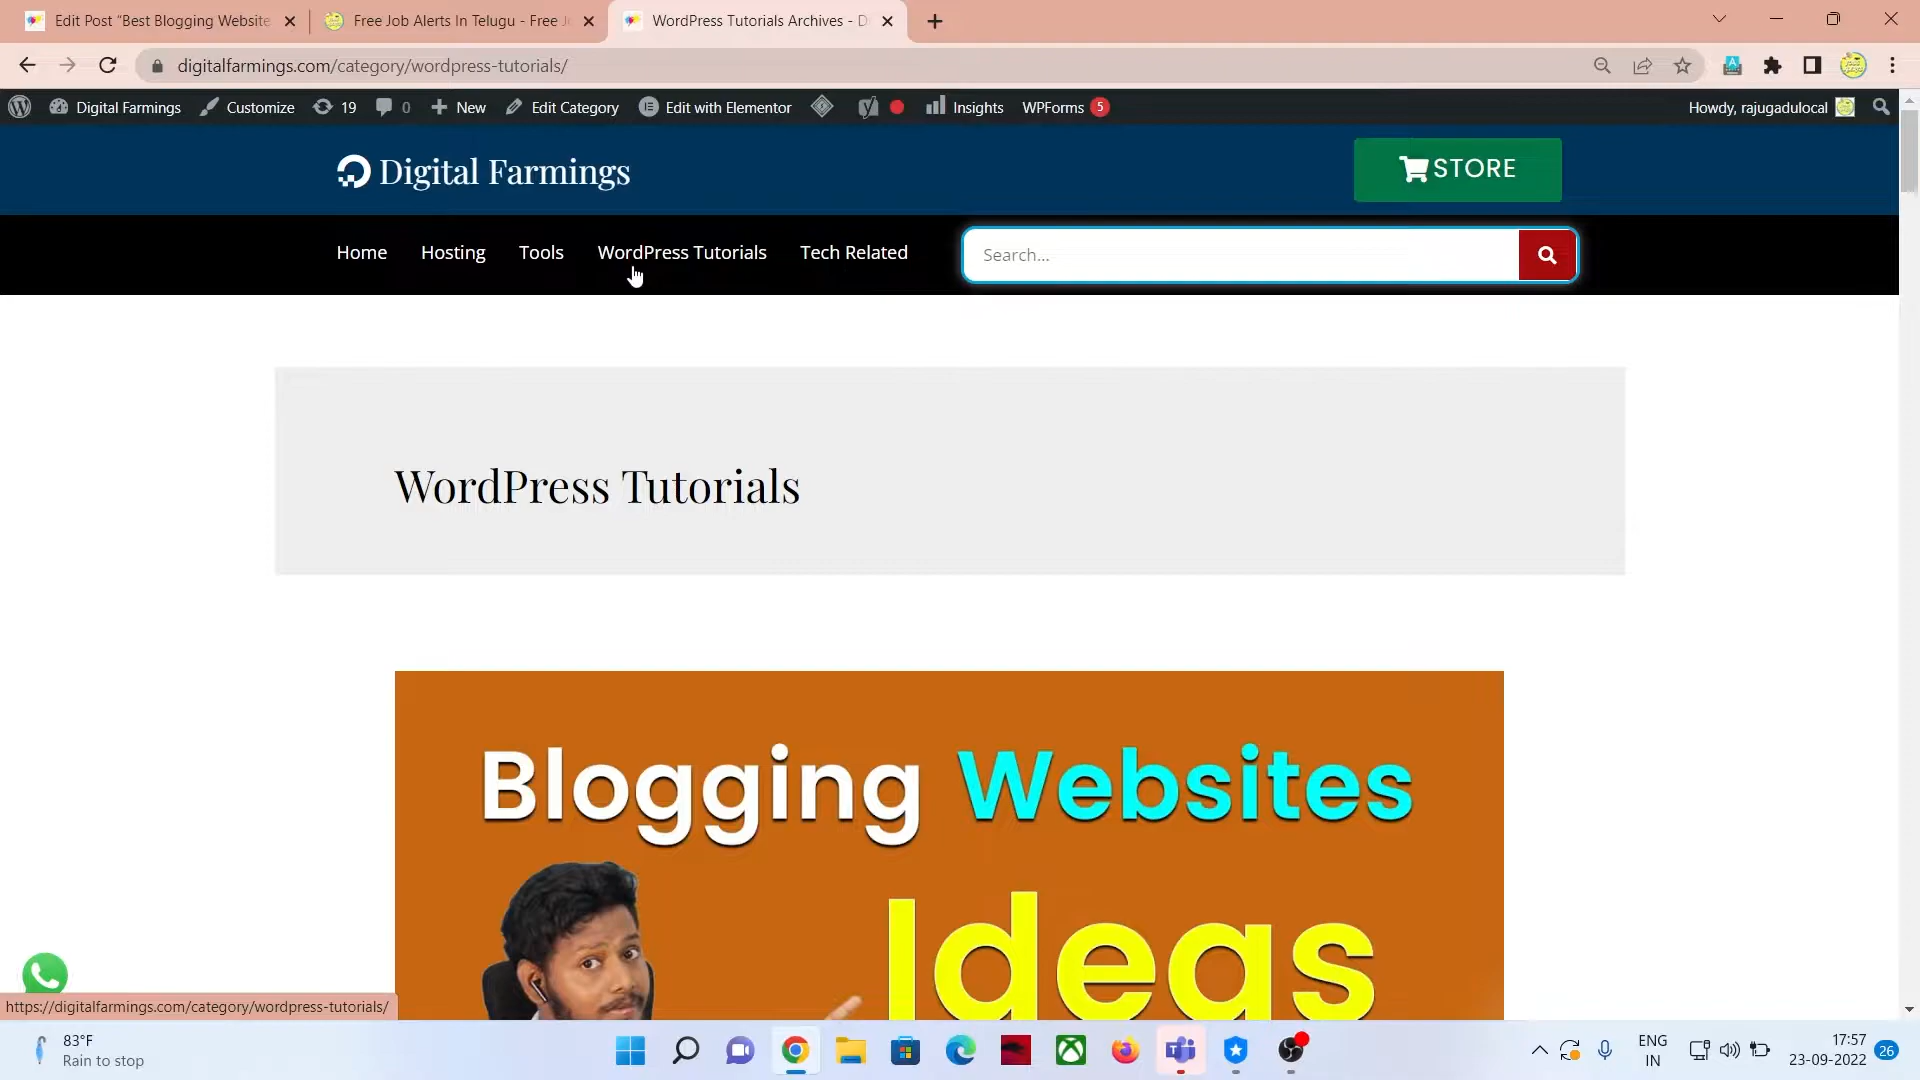 Edit Post “Best Blogging Website
Free Job Alerts In Telugu - Free J
WordPress Tutorials Archives - D
digitalfarmings.com/category/wordpress-tutorials/
Digital Farmings
Customize
19
0
New
Edit Category
Edit with Elementor
Insights
WPForms 5
Howdy, rajugadulocal
Digital Farmings
STORE
Home
Hosting
Tools
WordPress Tutorials
Tech Related
Search...
WordPress Tutorials
Blogging Websites
Ideas
https://digitalfarmings.com/category/wordpress-tutorials/
83°F
Rain to stop
ENG
IN
17:57
23-09-2022
26